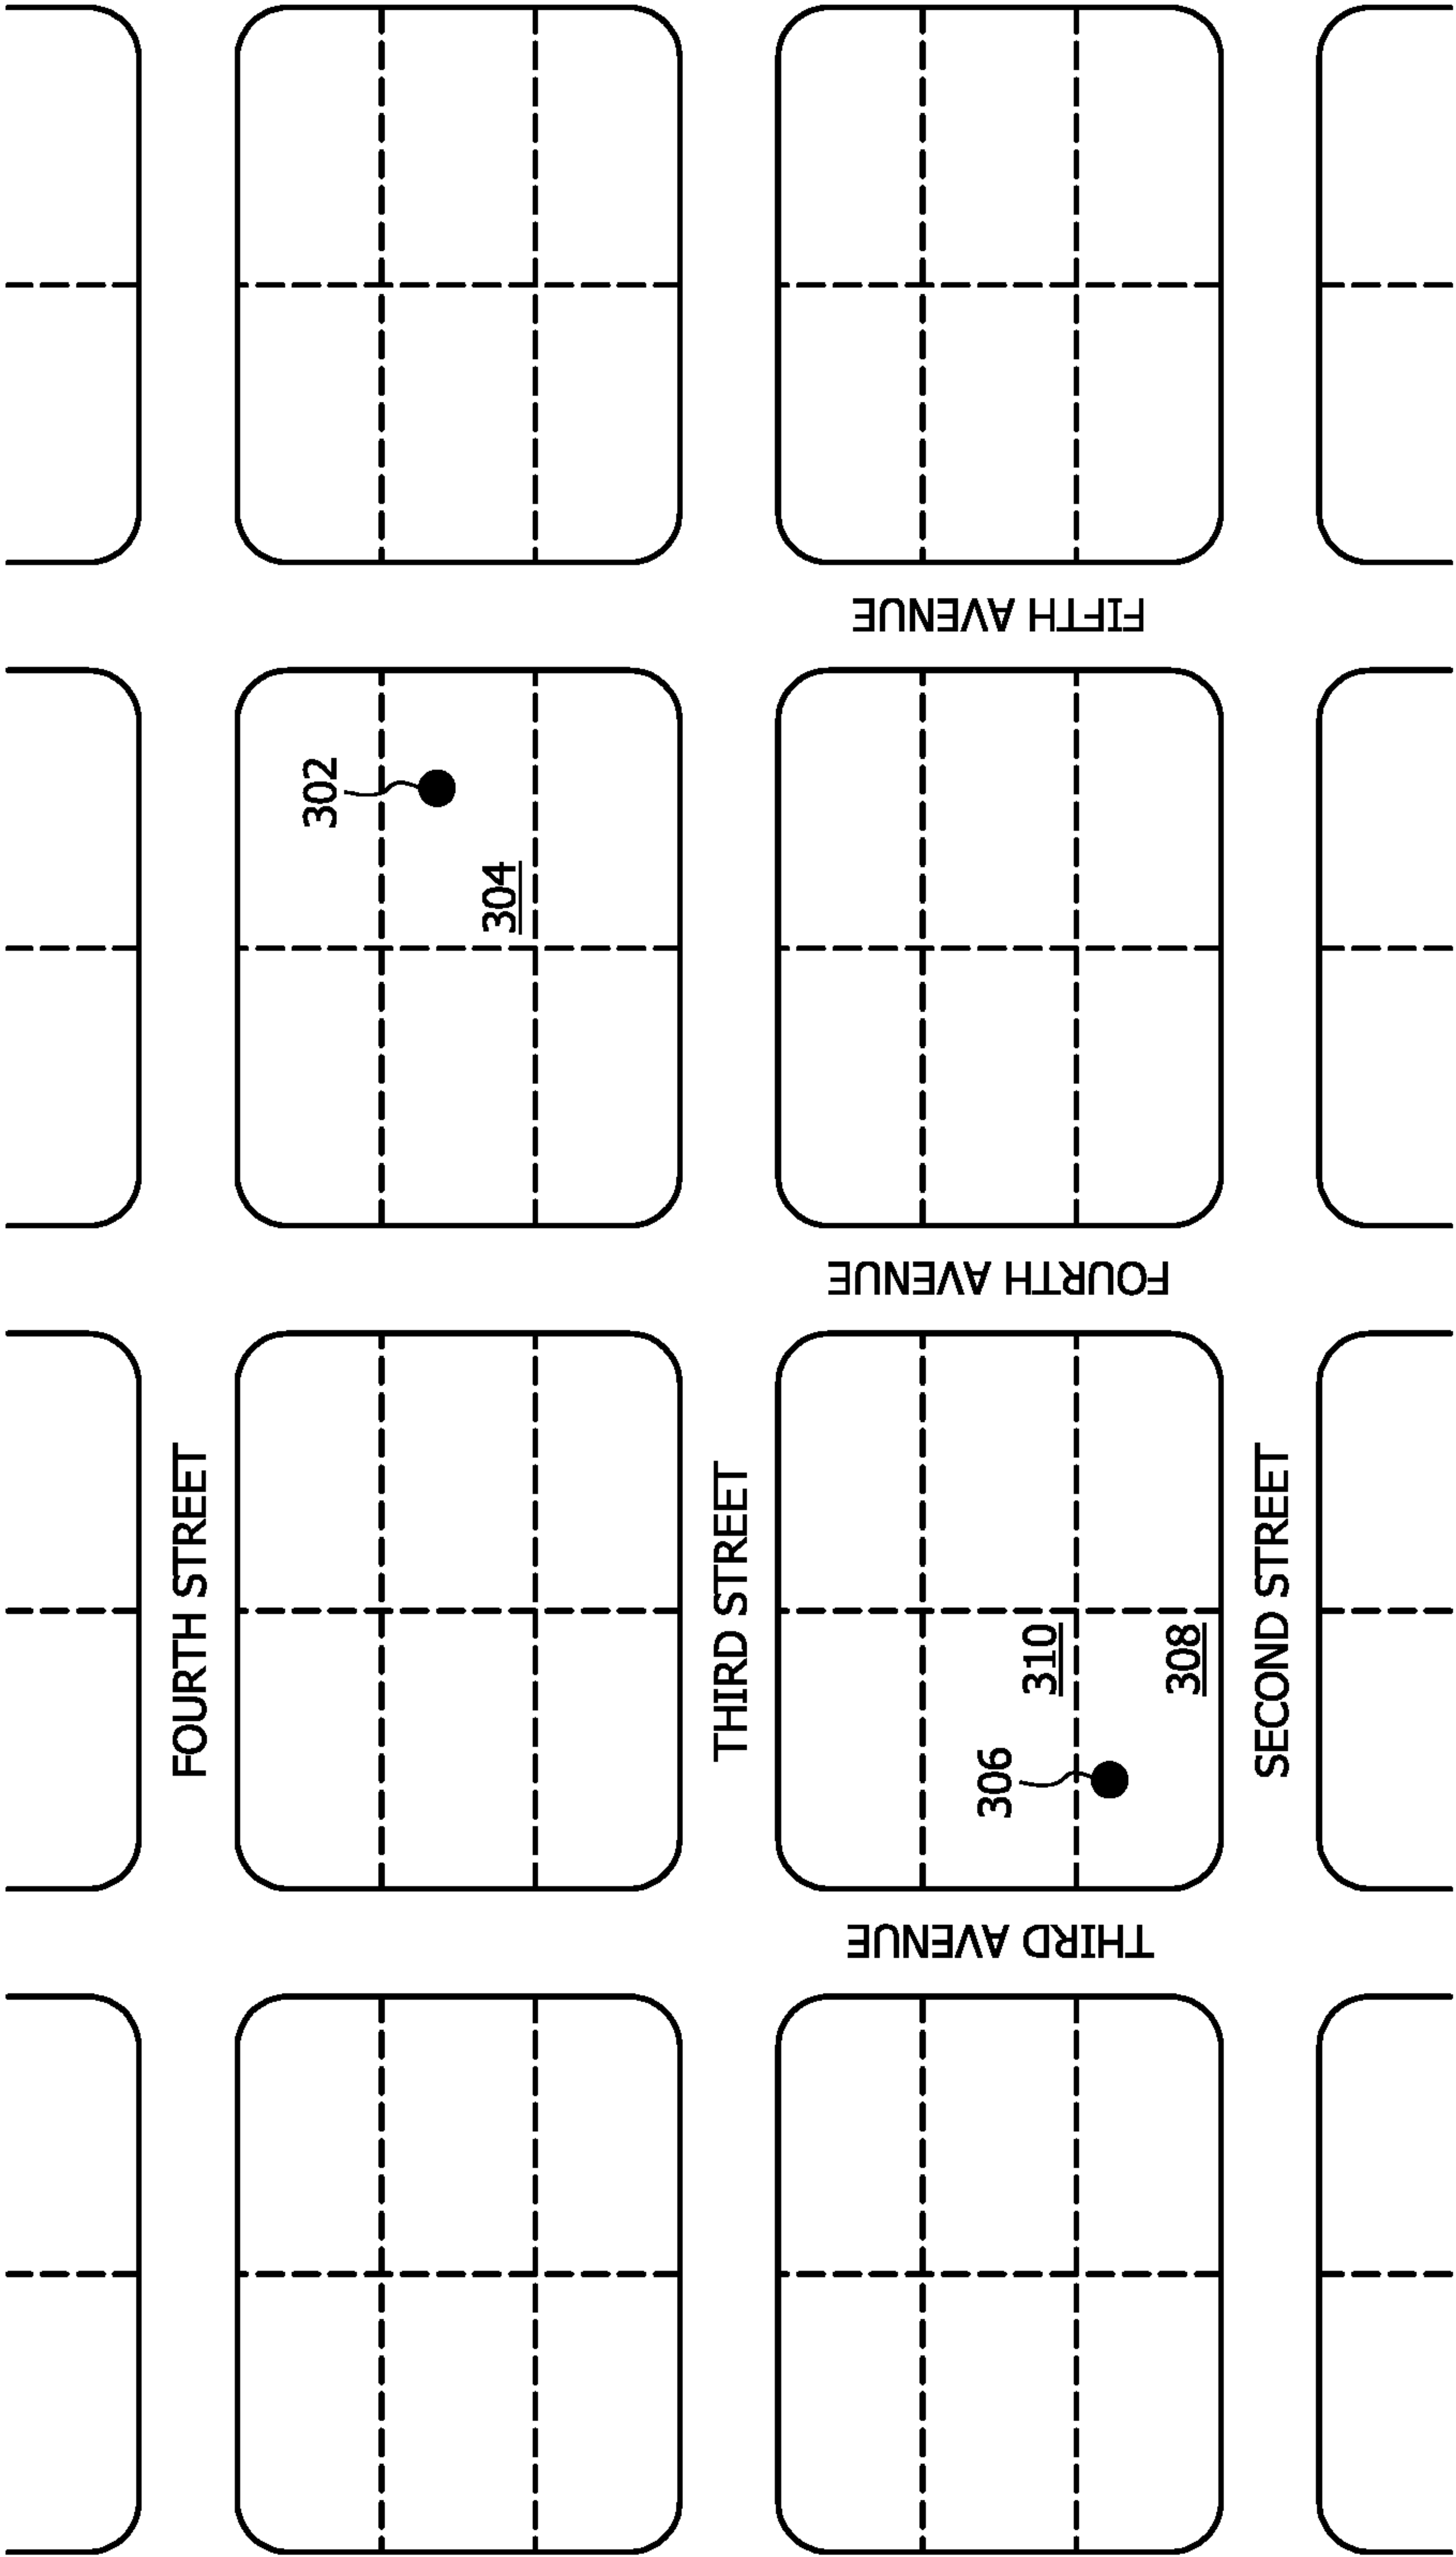 FOURTH STREET
302
304
FIFTH AVENUE
THIRD STREET
FOURTH AVENUE
306
310
308
THIRD AVENUE
SECOND STREET